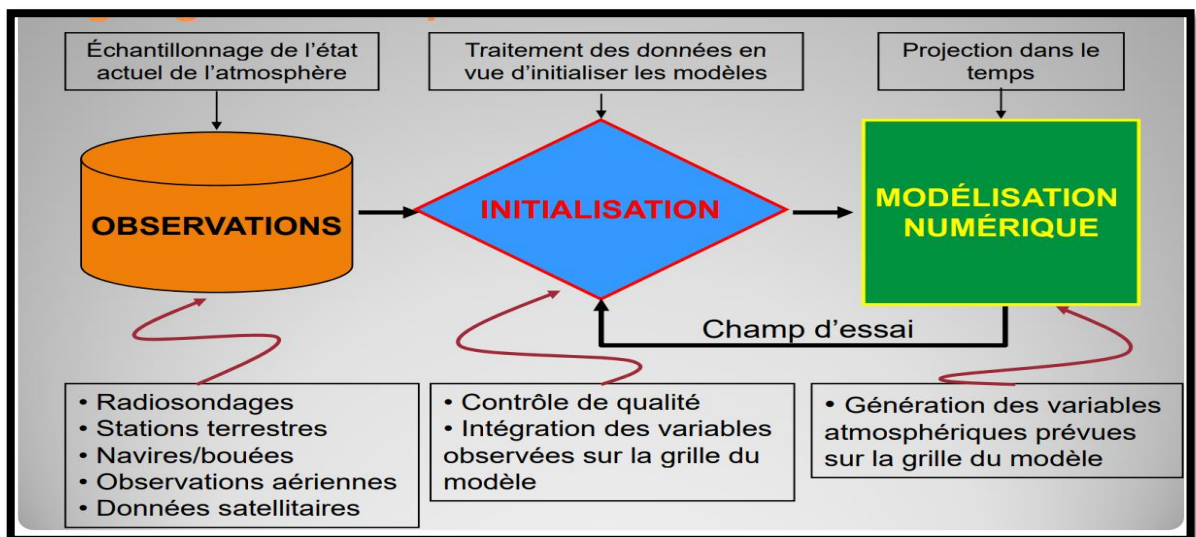 Échantillonnage de l'état
actuel de l'atmosphère
Traitement des données en
vue d'initialiser les modèles
Projection dans le
temps
OBSERVATIONS
INITIALISATION
MODÉLISATION
NUMÉRIQUE
Champ d'essai
• Radiosondages
• Stations terrestres
• Navires/bouées
• Observations aériennes
• Données satellitaires
• Contrôle de qualité
• Intégration des variables
observées sur la grille du
modèle
• Génération des variables
atmosphériques prévues
sur la grille du modèle